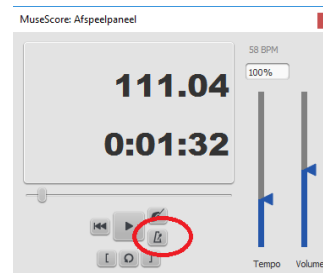 MuseScore: Afspeelpaneel
58 BPM
100%
111.04
0:01:32
Tempo Volume